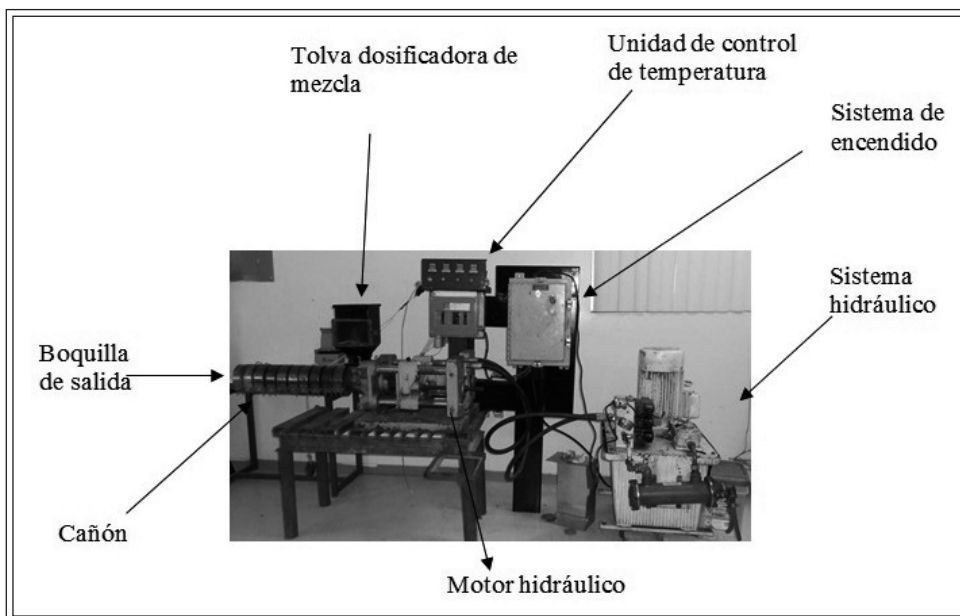 Tolva dosificadora de
mezcla
Unidad de control
de temperatura
Sistema de
encendido
Sistema
hidráulico
Boquilla
de salida
Cañón
Motor hidráulico